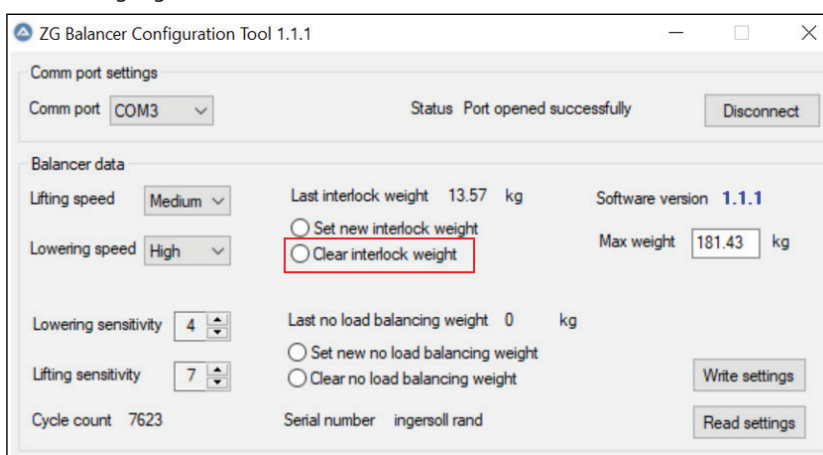 ZG Balancer Configuration Tool 1.1.1
Comm port settings
Comm port COM3 Status Port opened successfully Disconnect
Balancer data
Lifting speed Medium Last interlock weight 13.57 kg Software version 1.1.1
Set new interlock weight
Lowering speed High Clear interlock weight Max weight 181.43 kg
Lowering sensitivity 4 Last no load balancing weight 0 kg
Set new no load balancing weight
Lifting sensitivity 7 Clear no load balancing weight Write settings
Cycle count 7623 Serial number ingersoll rand Read settings